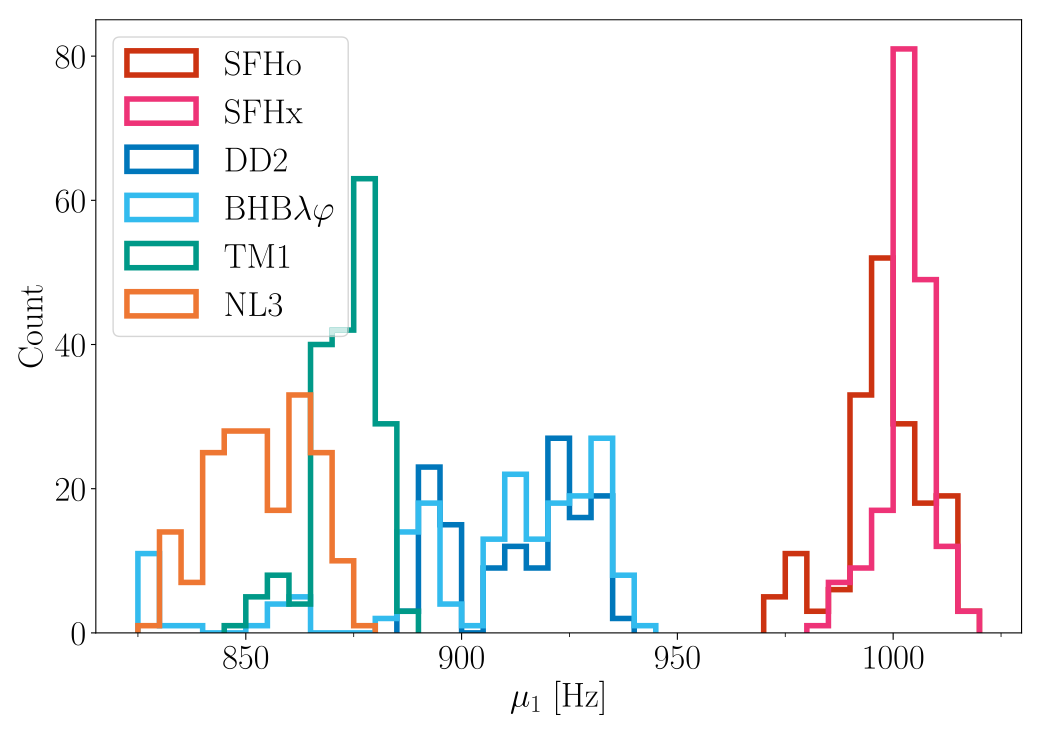 80
60
40
20
0
Count
SFHo
SFHx
DD2
BHBλφ
TM1
NL3
850 900 950 1000
μ₁ [Hz]